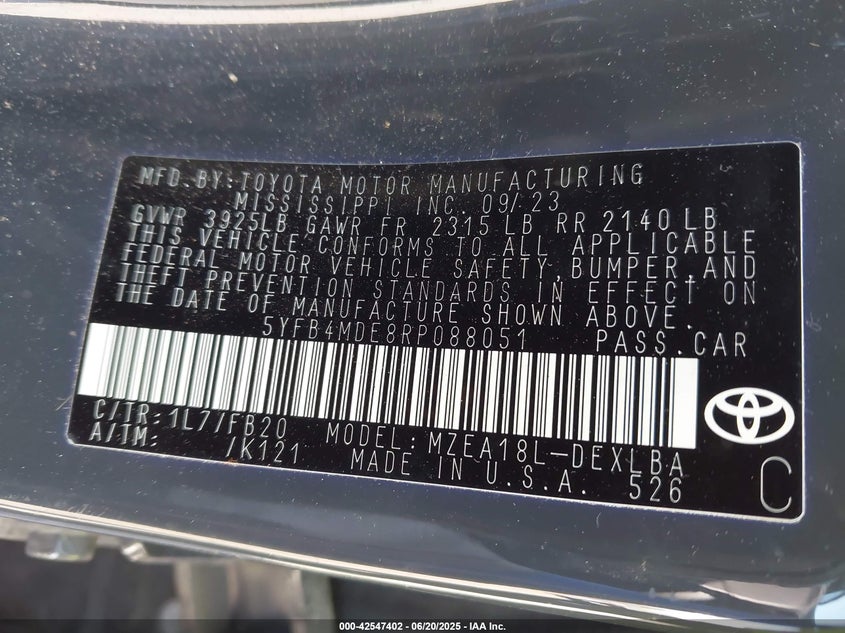 MFD.BY:TOYOTA MOTOR MANUFACTURING
MISSISSIPPI INC. 09/23
GVWR 3925LB GAWR FR 2315 LB RR 2140 LB
THIS VEHICLE CONFORMS TO ALL APPLICABLE
FEDERAL MOTOR VEHICLE SAFETY,BUMPER,AND
THEFT PREVENTION STANDARDS IN EFFECT ON
THE DATE OF MANUFACTURE SHOWN ABOVE.
5YFB4MDE8RP088051 PASS.CAR
C/TR:1L7/FB20 MODEL:MZEA18L-DEXLBA
A/TM: /K121 MADE IN U.S.A. 526
C
000-42547402 - 06/20/2025 - IAA Inc.